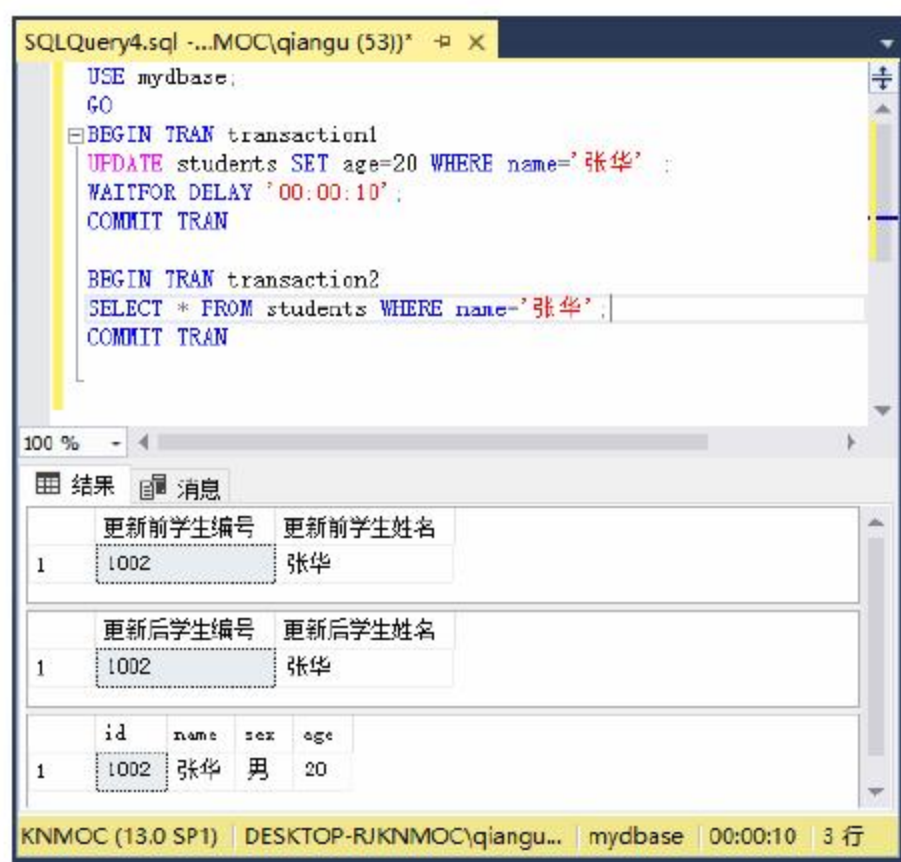 SQLQuery4.sql -...MOC\qiangu (53))*
USE mydbase;
GO
BEGIN TRAN transaction1
UPDATE students SET age=20 WHERE name='张华' ;
WAITFOR DELAY '00:00:10';
COMMIT TRAN
BEGIN TRAN transaction2
SELECT * FROM students WHERE name='张华';
COMMIT TRAN
100 %
结果 消息
更新前学生编号 更新前学生姓名
1 1002 张华
更新后学生编号 更新后学生姓名
1 1002 张华
id name sex age
1 1002 张华 男 20
KNMOC (13.0 SP1) DESKTOP-RJKNMOC\qiangu... mydbase 00:00:10 3 行